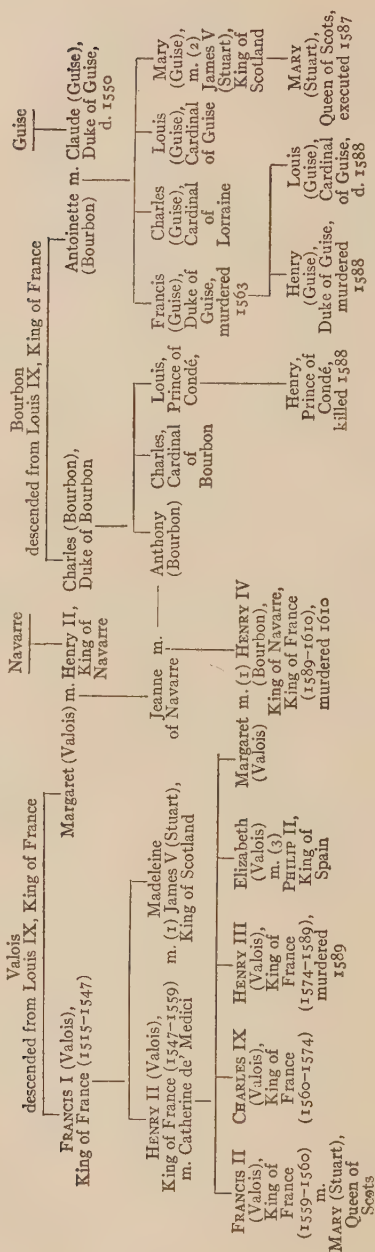 Valois
descended from Louis IX, King of France
FRANCIS I (Valois),
King of France (1515-1547)
Margaret (Valois) m. Henry II,
King of
Navarre
Navarre
Bourbon
descended from Louis IX, King of France
Charles (Bourbon),
Duke of Bourbon
Antoinette m. Claude (Guise),
(Bourbon) Duke of Guise,
d. 1550
Guise
HENRY II (Valois),
King of France (1547-1559)
m. Catherine de' Medici
Madeleine
m. (1) James V (Stuart),
King of Scotland
Jeanne m.
of Navarre
Anthony
(Bourbon)
Charles,
Cardinal
of
Bourbon
Louis,
Prince of
Condé,
Francis
(Guise),
Duke of
Guise,
murdered
1563
Charles
(Guise),
Cardinal
of
Lorraine
Louis
(Guise),
Cardinal
of Guise
Mary
(Guise),
m. (2)
James V
(Stuart),
King of
Scotland
FRANCIS II
(Valois),
King of
France
(1559-1560)
m.
MARY (Stuart),
Queen of
Scots
CHARLES IX
(Valois),
King of
France
(1560-1574)
HENRY III
(Valois),
King of
France
(1574-1589),
murdered
1589
Elizabeth
(Valois)
m. (3)
PHILIP II,
King of
Spain
Margaret m. (1) HENRY IV
(Valois) (Bourbon),
King of Navarre,
King of France
(1589-1610),
murdered 1610
Henry,
Prince of
Condé,
killed 1588
Henry
(Guise),
Duke of Guise,
murdered
1588
Louis
(Guise),
Cardinal
of Guise,
d. 1588
MARY
(Stuart),
Queen of Scots,
executed 1587